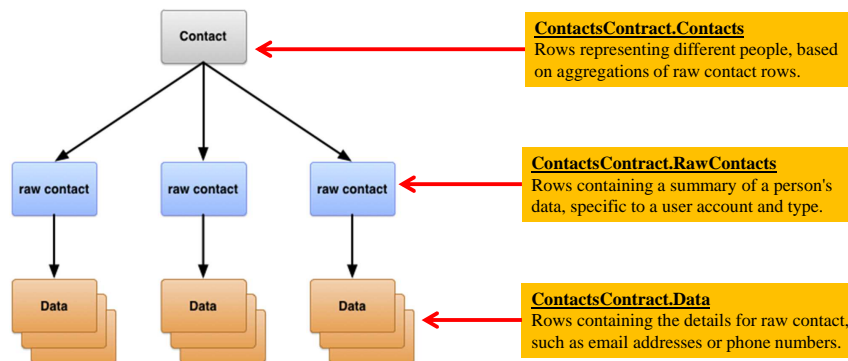 Contact
ContactsContract.Contacts
Rows representing different people, based
on aggregations of raw contact rows.
raw contact
raw contact
raw contact
ContactsContract.RawContacts
Rows containing a summary of a person's
data, specific to a user account and type.
Data
Data
Data
ContactsContract.Data
Rows containing the details for raw contact,
such as email addresses or phone numbers.